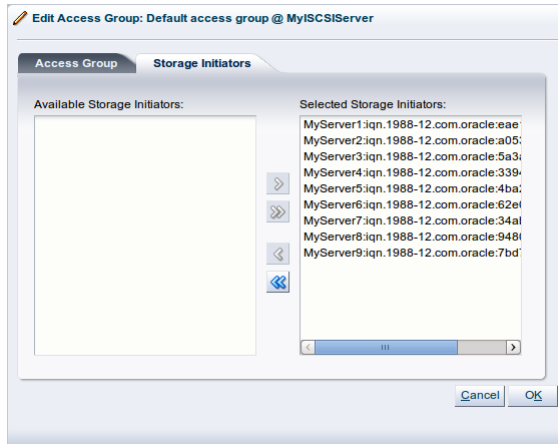 Edit Access Group: Default access group @ MyISCSIServer
Access Group
Storage Initiators
Available Storage Initiators:
Selected Storage Initiators:
MyServer1:iqn.1988-12.com.oracle:eae
MyServer2:iqn.1988-12.com.oracle:a053
MyServer3:iqn.1988-12.com.oracle:5a3
MyServer4:iqn.1988-12.com.oracle:3394
MyServer5:iqn.1988-12.com.oracle:4ba
MyServer6:iqn.1988-12.com.oracle:62e
MyServer7:iqn.1988-12.com.oracle:34a
MyServer8:iqn.1988-12.com.oracle:948
MyServer9:iqn.1988-12.com.oracle:7bd
Cancel
OK